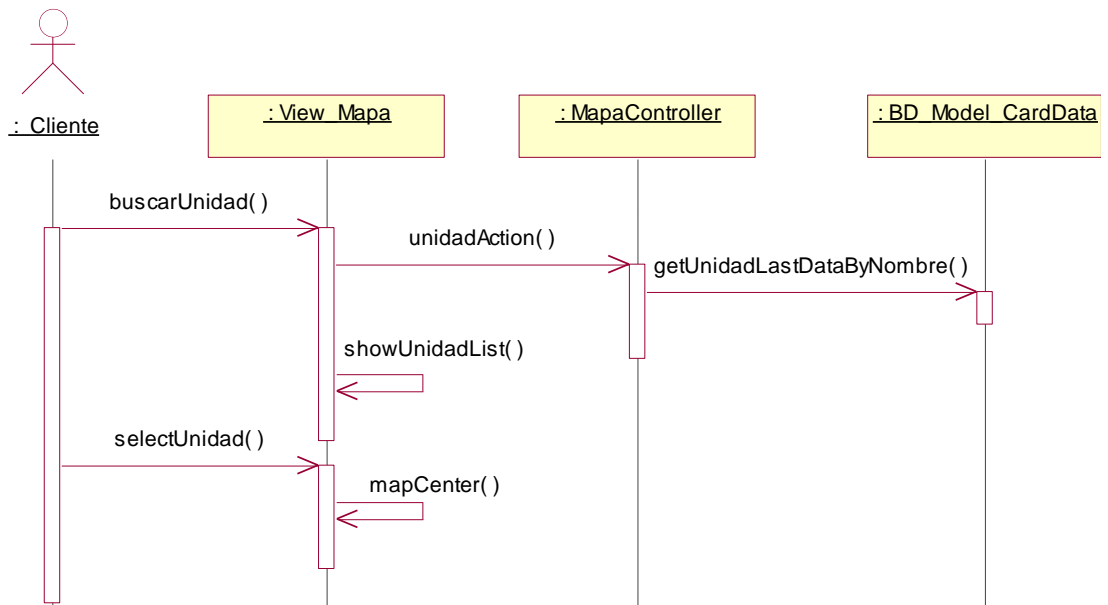 : Cliente
: View_Mapa
: MapaController
: BD_Model_CardData
buscarUnidad( )
unidadAction( )
getUnidadLastDataByNombre( )
showUnidadList( )
selectUnidad( )
mapCenter( )